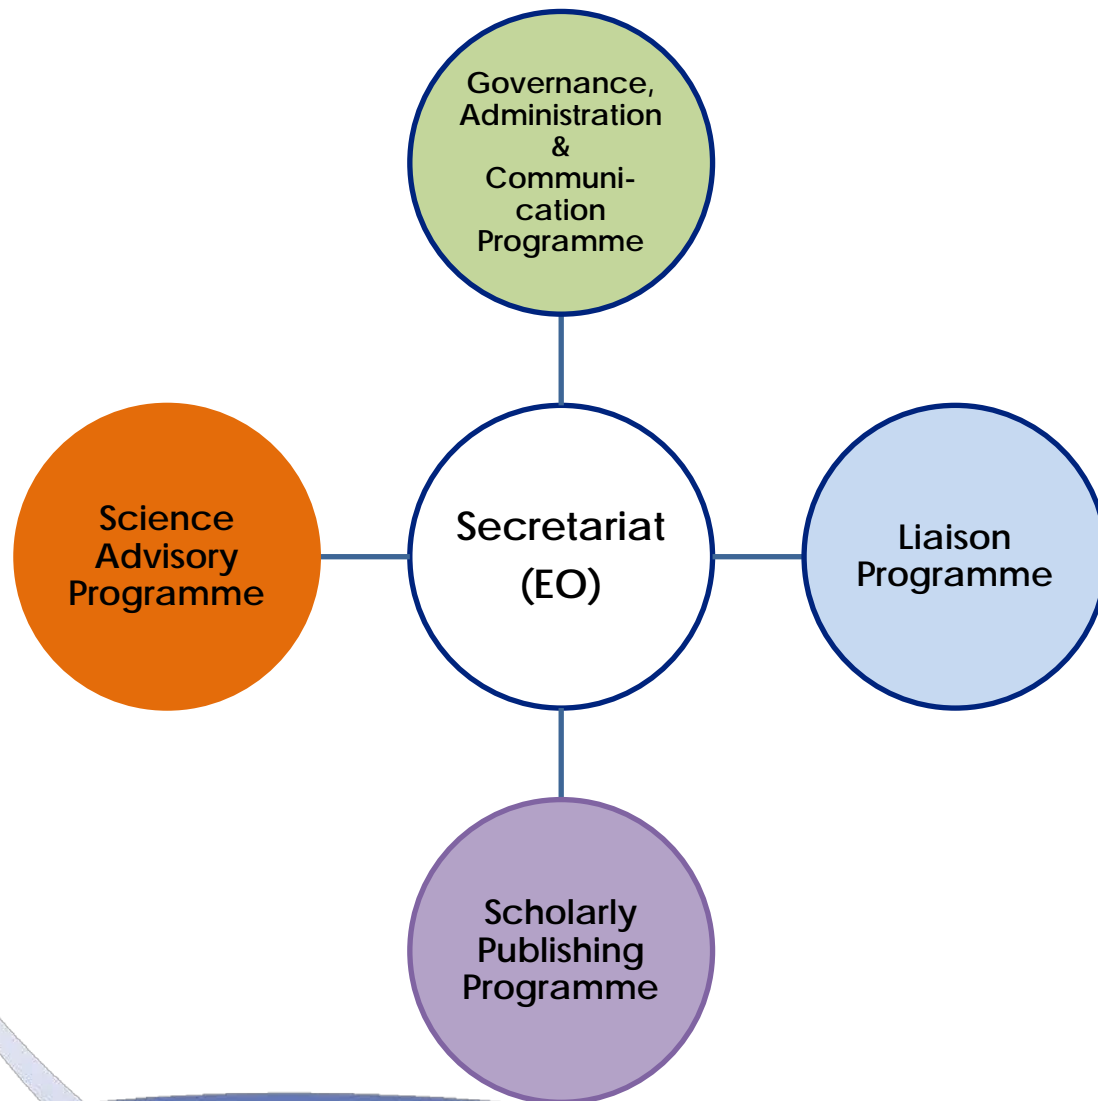 Governance,
Administration
&
Communi-
cation
Programme
Science
Advisory
Programme
Secretariat
(EO)
Liaison
Programme
Scholarly
Publishing
Programme